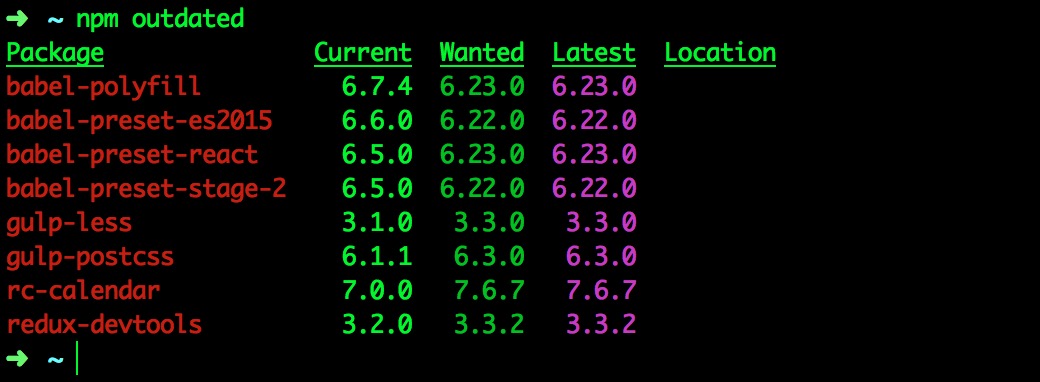 ➜ ~ npm outdated
Package Current Wanted Latest Location
babel-polyfill 6.7.4 6.23.0 6.23.0
babel-preset-es2015 6.6.0 6.22.0 6.22.0
babel-preset-react 6.5.0 6.23.0 6.23.0
babel-preset-stage-2 6.5.0 6.22.0 6.22.0
gulp-less 3.1.0 3.3.0 3.3.0
gulp-postcss 6.1.1 6.3.0 6.3.0
rc-calendar 7.0.0 7.6.7 7.6.7
redux-devtools 3.2.0 3.3.2 3.3.2
➜ ~